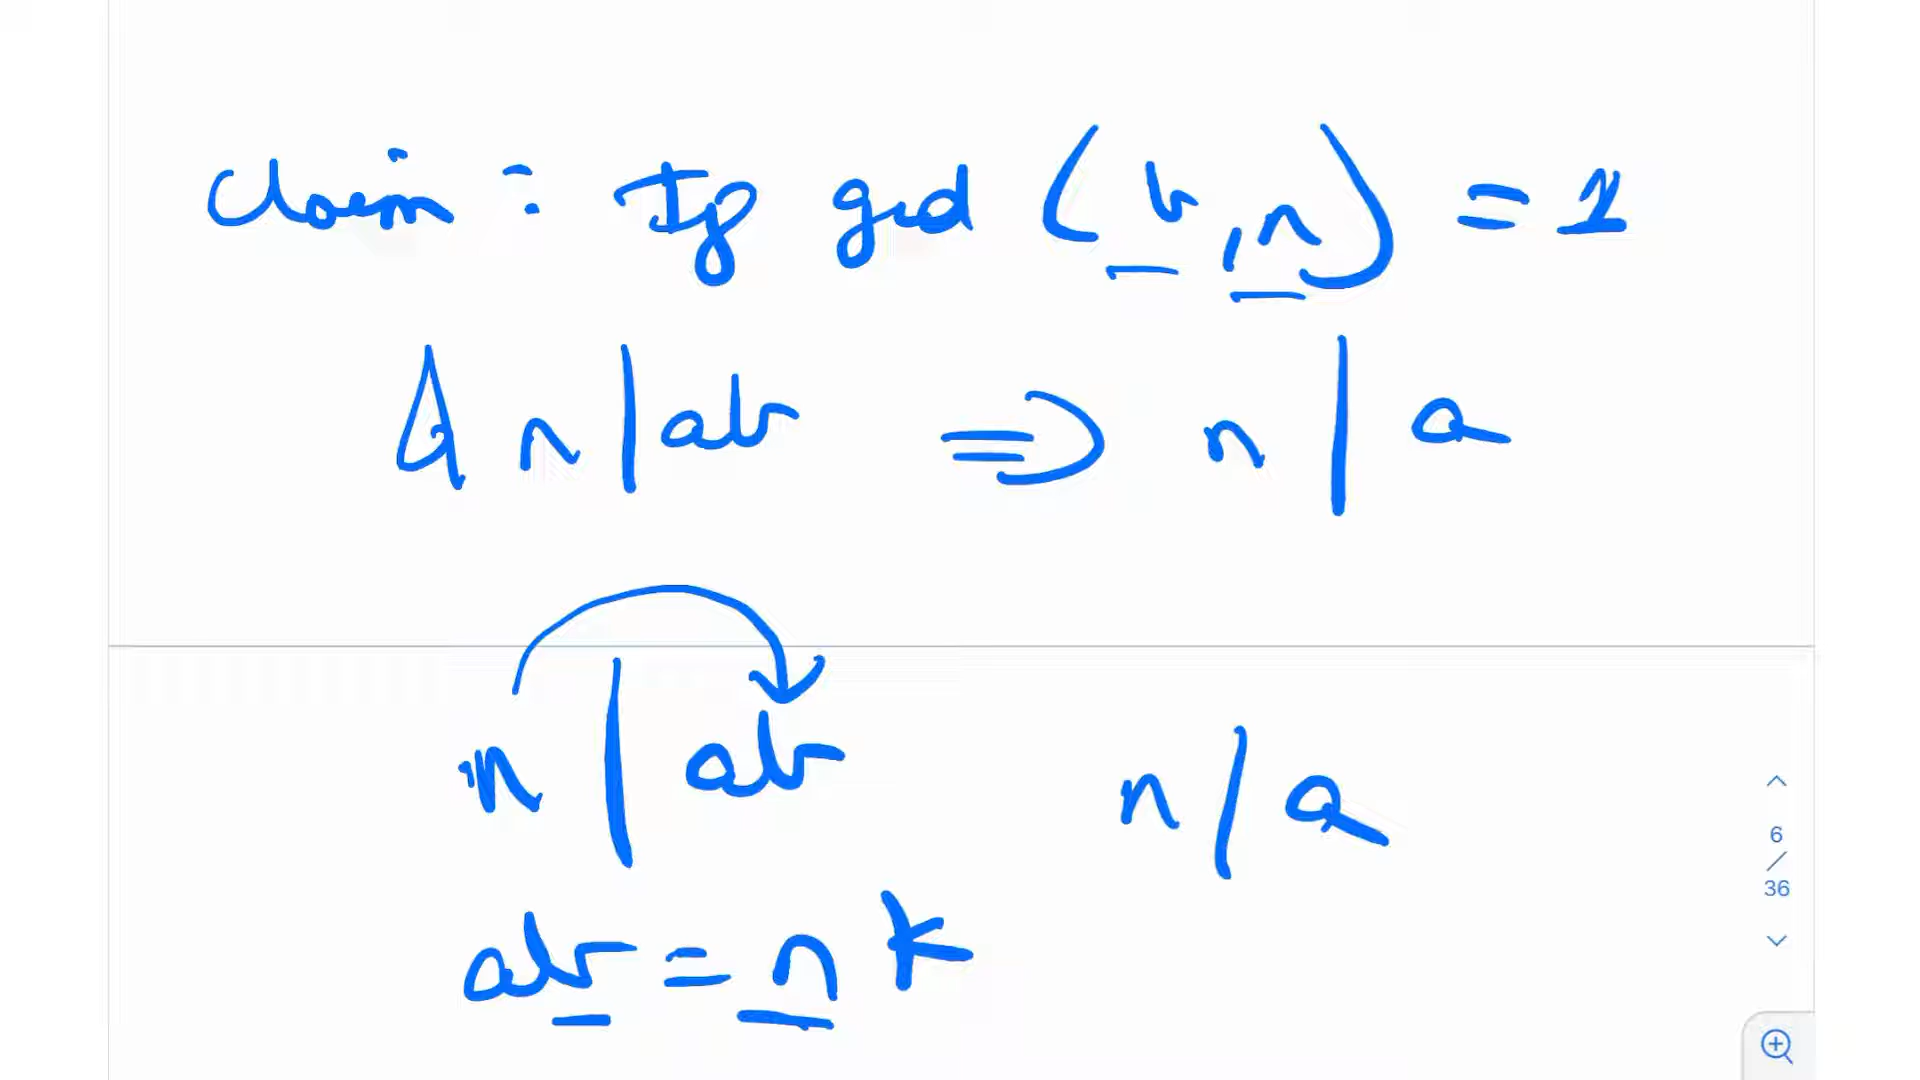 Claim : If gcd (b, n) = 1
& n | ab ⇒ n | a
n | ab n | a
ab = nk
6
/
36